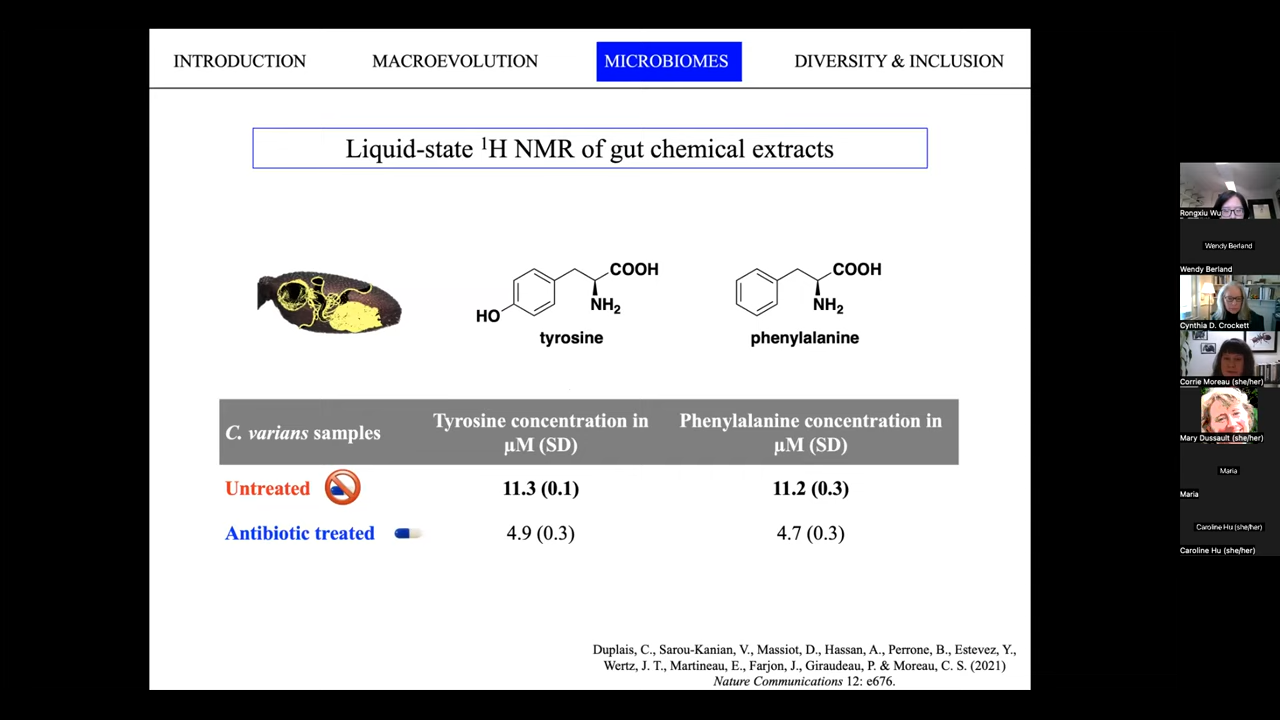 INTRODUCTION MACROEVOLUTION MICROBIOMES DIVERSITY & INCLUSION
Liquid-state ¹H NMR of gut chemical extracts
COOH COOH
NH₂ NH₂
HO
tyrosine phenylalanine
C. varians samples
Tyrosine concentration in
µM (SD)
Phenylalanine concentration in
µM (SD)
Untreated 11.3 (0.1) 11.2 (0.3)
Antibiotic treated 4.9 (0.3) 4.7 (0.3)
Duplais, C., Sarou-Kanian, V., Massiot, D., Hassan, A., Perrone, B., Estevez, Y.,
Wertz, J. T., Martineau, E., Farjon, J., Giraudeau, P. & Moreau, C. S. (2021)
Nature Communications 12: e676.
Rongxiu Wu
Wendy Berland
Wendy Berland
Cynthia D. Crockett
Corrie Moreau (she/her)
Mary Dussault (she/her)
Maria
Maria
Caroline Hu (she/her)
Caroline Hu (she/her)